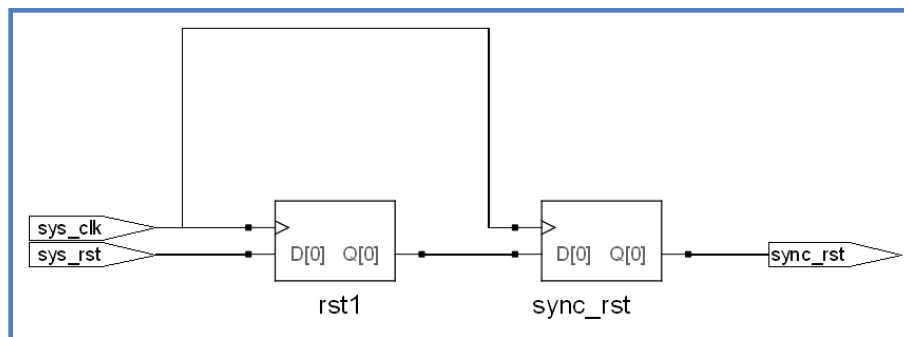 sys_clk
sys_rst
D[0] Q[0]
rst1
D[0] Q[0]
sync_rst
sync_rst